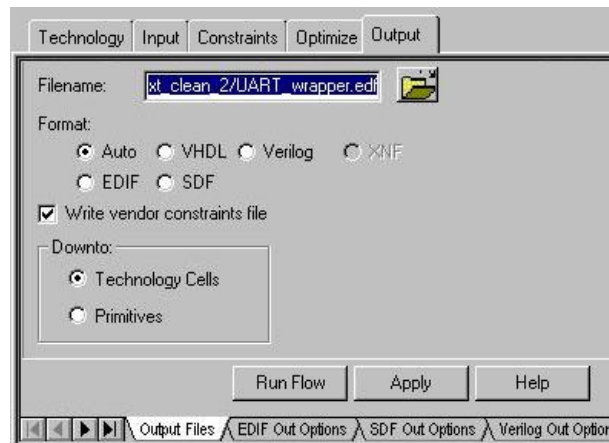 Technology Input Constraints Optimize Output
Filename: xt_clean_2/UART_wrapper.edf
Format:
Auto VHDL Verilog XNF
EDIF SDF
Write vendor constraints file
Downto:
Technology Cells
Primitives
Run Flow Apply Help
Output Files EDIF Out Options SDF Out Options Verilog Out Option